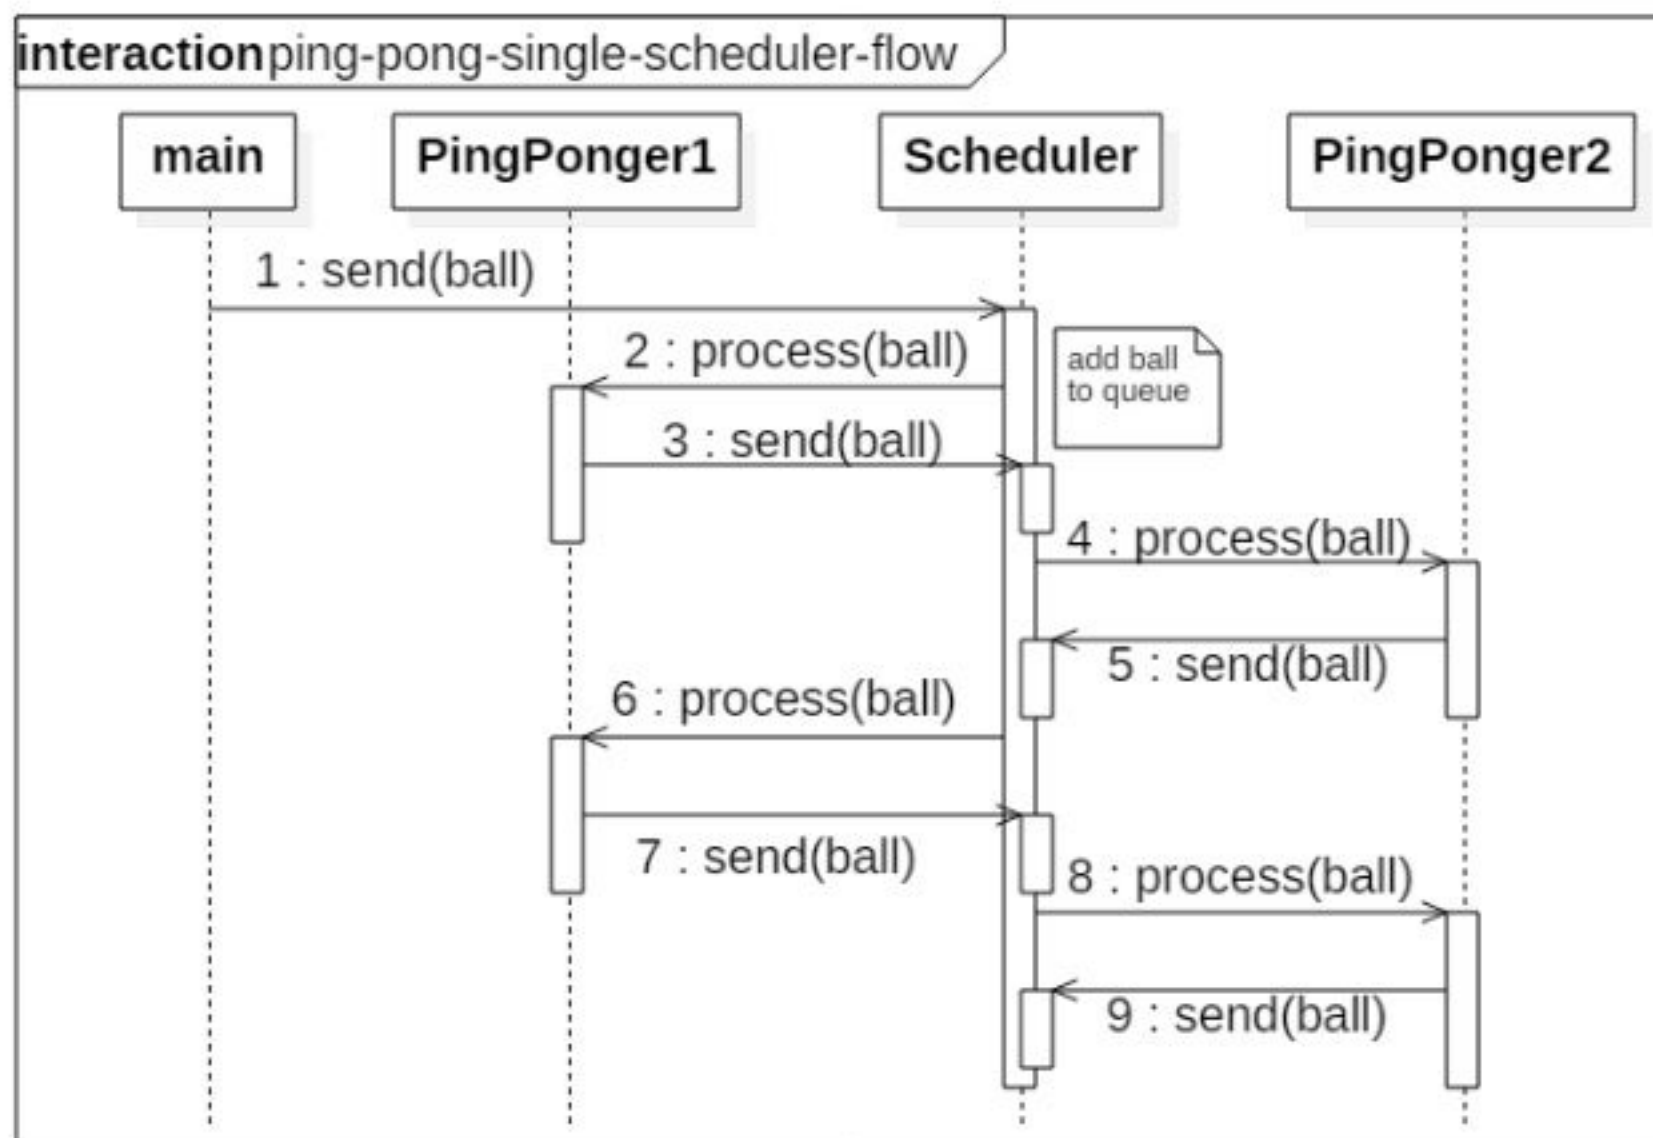 interaction ping-pong-single-scheduler-flow
main
PingPonger1
Scheduler
PingPonger2
1 : send(ball)
2 : process(ball)
add ball
to queue
3 : send(ball)
4 : process(ball)
5 : send(ball)
6 : process(ball)
7 : send(ball)
8 : process(ball)
9 : send(ball)